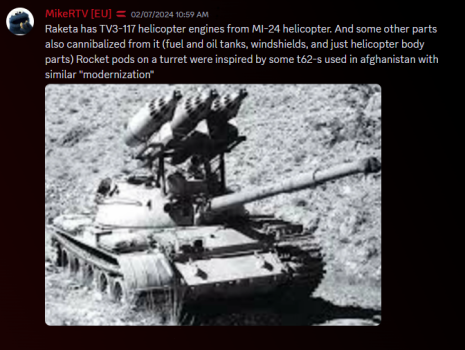 MikeRTV [EU] 02/07/2024 10:59 AM
Raketa has TV3-117 helicopter engines from MI-24 helicopter. And some other parts
also cannibalized from it (fuel and oil tanks, windshields, and just helicopter body
parts) Rocket pods on a turret were inspired by some t62-s used in afghanistan with
similar "modernization"